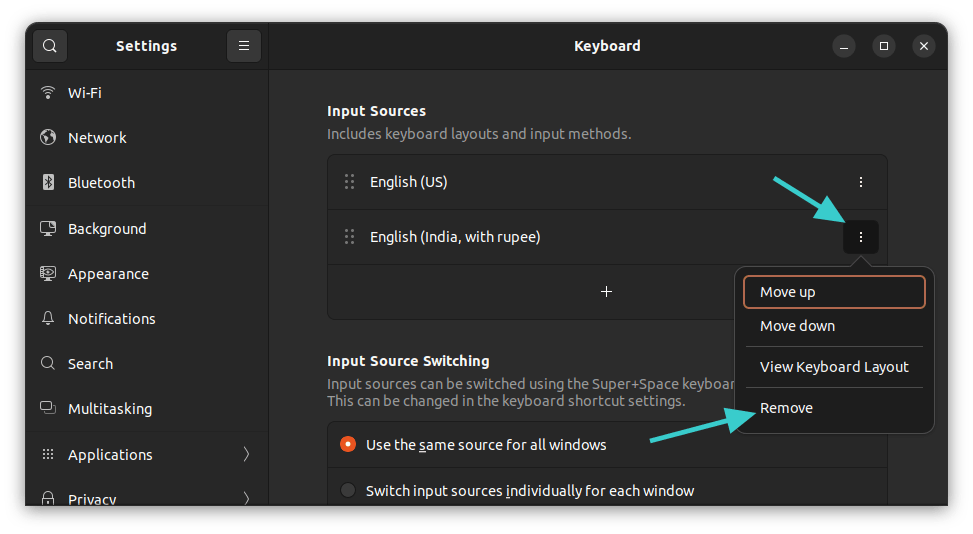 Settings
Keyboard
Wi-Fi
Network
Bluetooth
Background
Appearance
Notifications
Search
Multitasking
Applications
Privacy
Input Sources
Includes keyboard layouts and input methods.
English (US)
English (India, with rupee)
Move up
Move down
View Keyboard Layout
Remove
Input Source Switching
Input sources can be switched using the Super+Space
This can be changed in the keyboard shortcut settings.
Use the same source for all windows
Switch input sources individually for each window